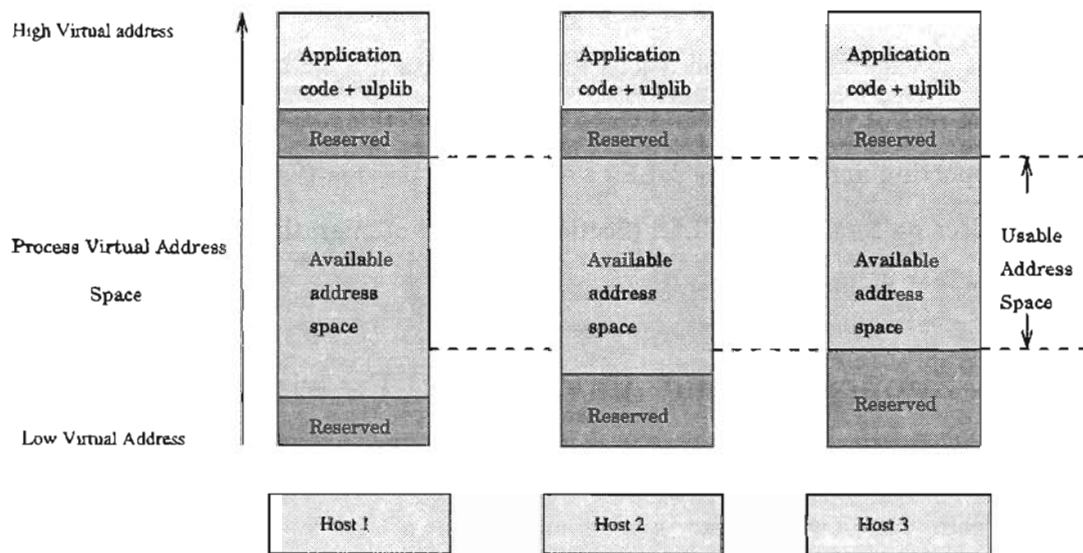 High Virtual address
Application
code + ulplib
Application
code + ulplib
Application
code + ulplib
Reserved
Reserved
Reserved
Process Virtual Address
Space
Available
address
space
Available
address
space
Available
address
space
Usable
Address
Space
Low Virtual Address
Reserved
Reserved
Reserved
Host 1
Host 2
Host 3